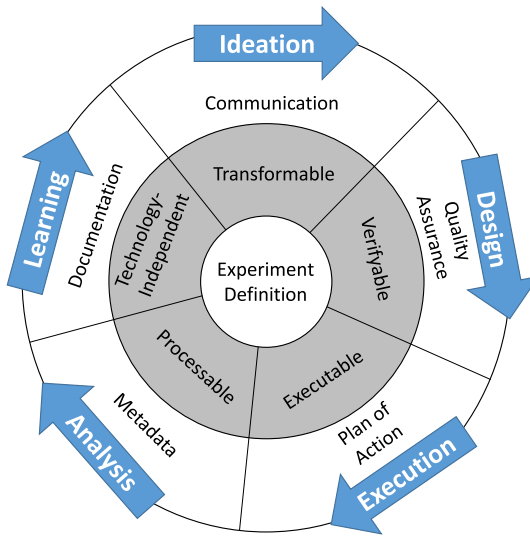 Ideation
Communication
Transformable
Design
Quality
Assurance
Verifyable
Experiment
Definition
Executable
Plan of
Action
Execution
Processable
Metadata
Analysis
Technology-
Independent
Documentation
Learning